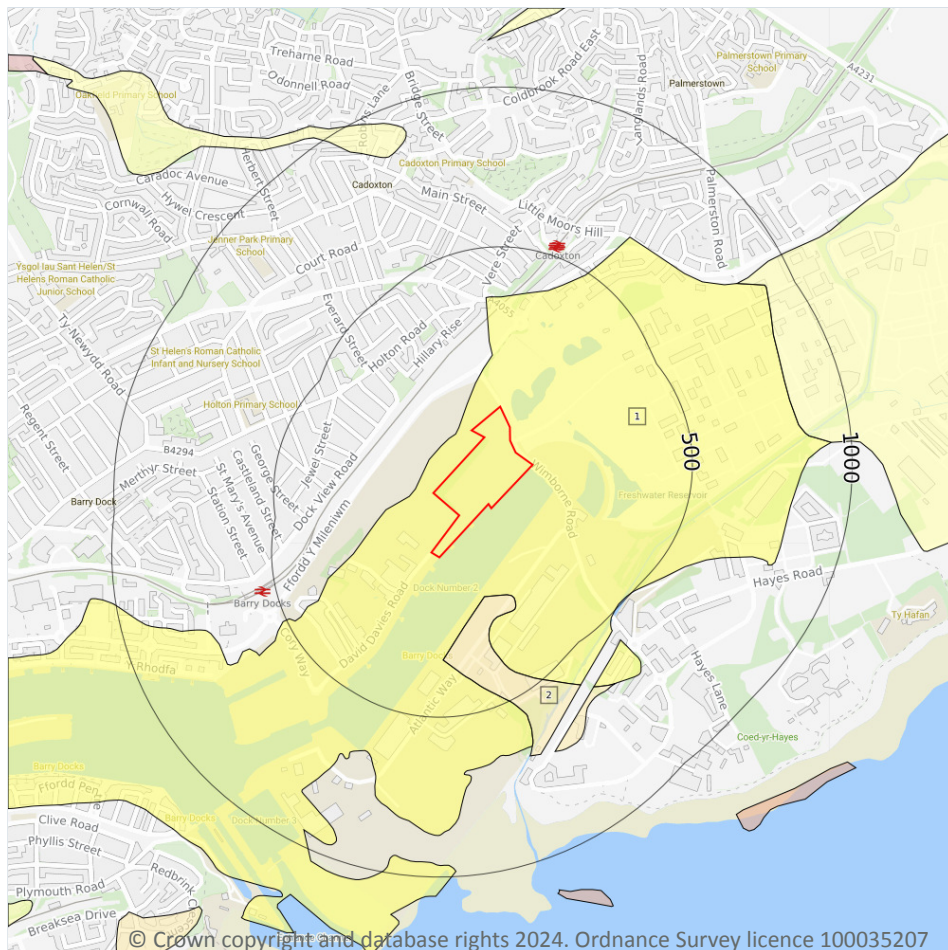 Treharne Road
Odonnell Road
Oakfield Primary School
Robins Lane
Bridge Street
Coldbrook Road East
Langlands Road
Palmerstown Primary
School
Palmerstown
A4231
Caradoc Avenue
Herbert Street
Cadoxton Primary School
Cadoxton
Main Street
Hywel Crescent
Cornwall Road
Little Moors Hill
Palmerston Road
Jenner Park Primary
School
Court Road
Vere Street
Cadoxton
Ysgol Iau Sant Helen/St
Helens Roman Catholic
Junior School
Ty-Newydd Road
Everard Street
Holton Road
Hillary Rise
St Helen's Roman Catholic
Infant and Nursery School
Regent Street
Holton Primary School
1
500
1000
B4294
Merthyr Street
George Street
Castleland Street
St Mary's Avenue
Station Street
Jewel Street
Dock View Road
Barry Dock
Wimborne Road
Freshwater Reservoir
Ffordd Y Mileniwm
Barry Docks
Dock Number 2
Hayes Road
Ty Hafan
Cory Way
David Davies Road
Y Rhodfa
Atlantic Way
2
Hayes Lane
Coed-yr-Hayes
Barry Docks
Ffordd Pen
Clive Road
Barry Docks
Dock Number 3
Phyllis Street
Plymouth Road
Redbrink
Breaksea Drive
© Crown copyright and database rights 2024. Ordnance Survey licence 100035207